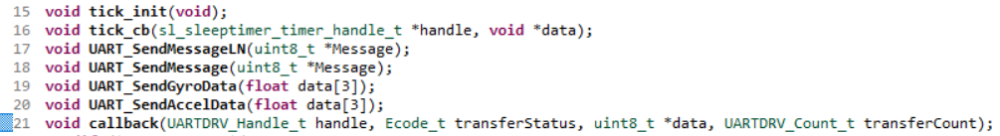 15 void tick_init(void);
16 void tick_cb(sl_sleeptimer_timer_handle_t *handle, void *data);
17 void UART_SendMessageLN(uint8_t *Message);
18 void UART_SendMessage(uint8_t *Message);
19 void UART_SendGyroData(float data[3]);
20 void UART_SendAccelData(float data[3]);
21 void callback(UARTDRV_Handle_t handle, Ecode_t transferStatus, uint8_t *data, UARTDRV_Count_t transferCount);